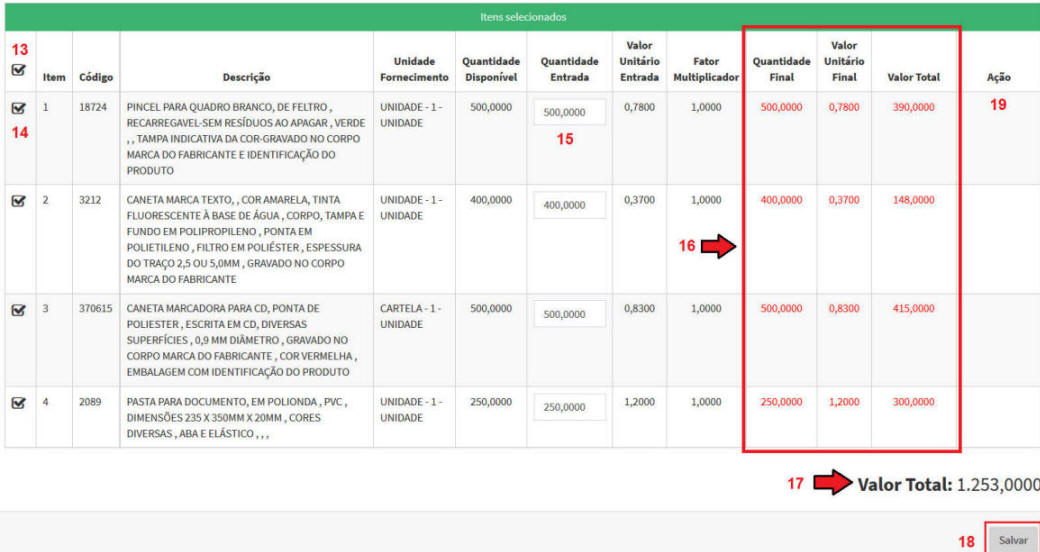 Itens selecionados
13
Item Código Descrição Unidade Fornecimento Quantidade Disponível Quantidade Entrada Valor Unitário Entrada Fator Multiplicador Quantidade Final Valor Unitário Final Valor Total Ação
1 18724 PINCEL PARA QUADRO BRANCO, DE FELTRO , UNIDADE - 1 - 500,0000 500,0000 0,7800 1,0000 500,0000 0,7800 390,0000 19
14 RECARREGAVEL-SEM RESÍDUOS AO APAGAR , VERDE UNIDADE
, , TAMPA INDICATIVA DA COR-GRAVADO NO CORPO 15
MARCA DO FABRICANTE E IDENTIFICAÇÃO DO
PRODUTO
2 3212 CANETA MARCA TEXTO, , COR AMARELA, TINTA UNIDADE - 1 - 400,0000 400,0000 0,3700 1,0000 400,0000 0,3700 148,0000
FLUORESCENTE À BASE DE ÁGUA , CORPO, TAMPA E UNIDADE
FUNDO EM POLIPROPILENO , PONTA EM
POLIETILENO , FILTRO EM POLIÉSTER , ESPESSURA 16
DO TRAÇO 2,5 OU 5,0MM , GRAVADO NO CORPO
MARCA DO FABRICANTE
3 370615 CANETA MARCADORA PARA CD, PONTA DE CARTELA - 1 - 500,0000 500,0000 0,8300 1,0000 500,0000 0,8300 415,0000
POLIESTER , ESCRITA EM CD, DIVERSAS UNIDADE
SUPERFÍCIES , 0,9 MM DIÂMETRO , GRAVADO NO
CORPO MARCA DO FABRICANTE , COR VERMELHA ,
EMBALAGEM COM IDENTIFICAÇÃO DO PRODUTO
4 2089 PASTA PARA DOCUMENTO, EM POLIONDA , PVC , UNIDADE - 1 - 250,0000 250,0000 1,2000 1,0000 250,0000 1,2000 300,0000
DIMENSÕES 235 X 350MM X 20MM , CORES UNIDADE
DIVERSAS , ABA E ELÁSTICO , , ,
17 Valor Total: 1.253,0000
18 Salvar